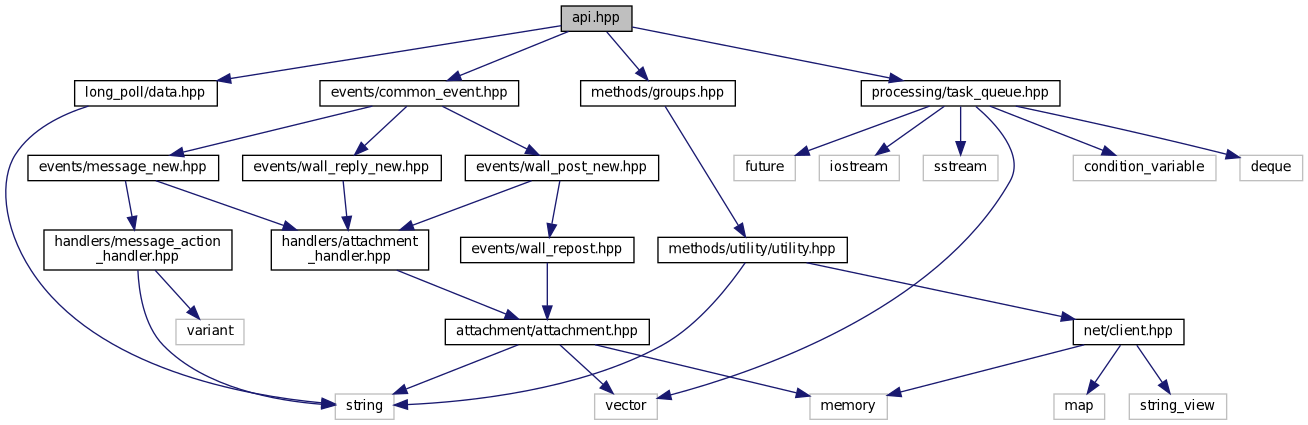 api.hpp
long_poll/data.hpp
events/common_event.hpp
methods/groups.hpp
processing/task_queue.hpp
events/message_new.hpp
events/wall_reply_new.hpp
events/wall_post_new.hpp
future
iostream
sstream
condition_variable
deque
handlers/message_action
_handler.hpp
handlers/attachment
_handler.hpp
events/wall_repost.hpp
methods/utility/utility.hpp
variant
attachment/attachment.hpp
net/client.hpp
string
vector
memory
map
string_view